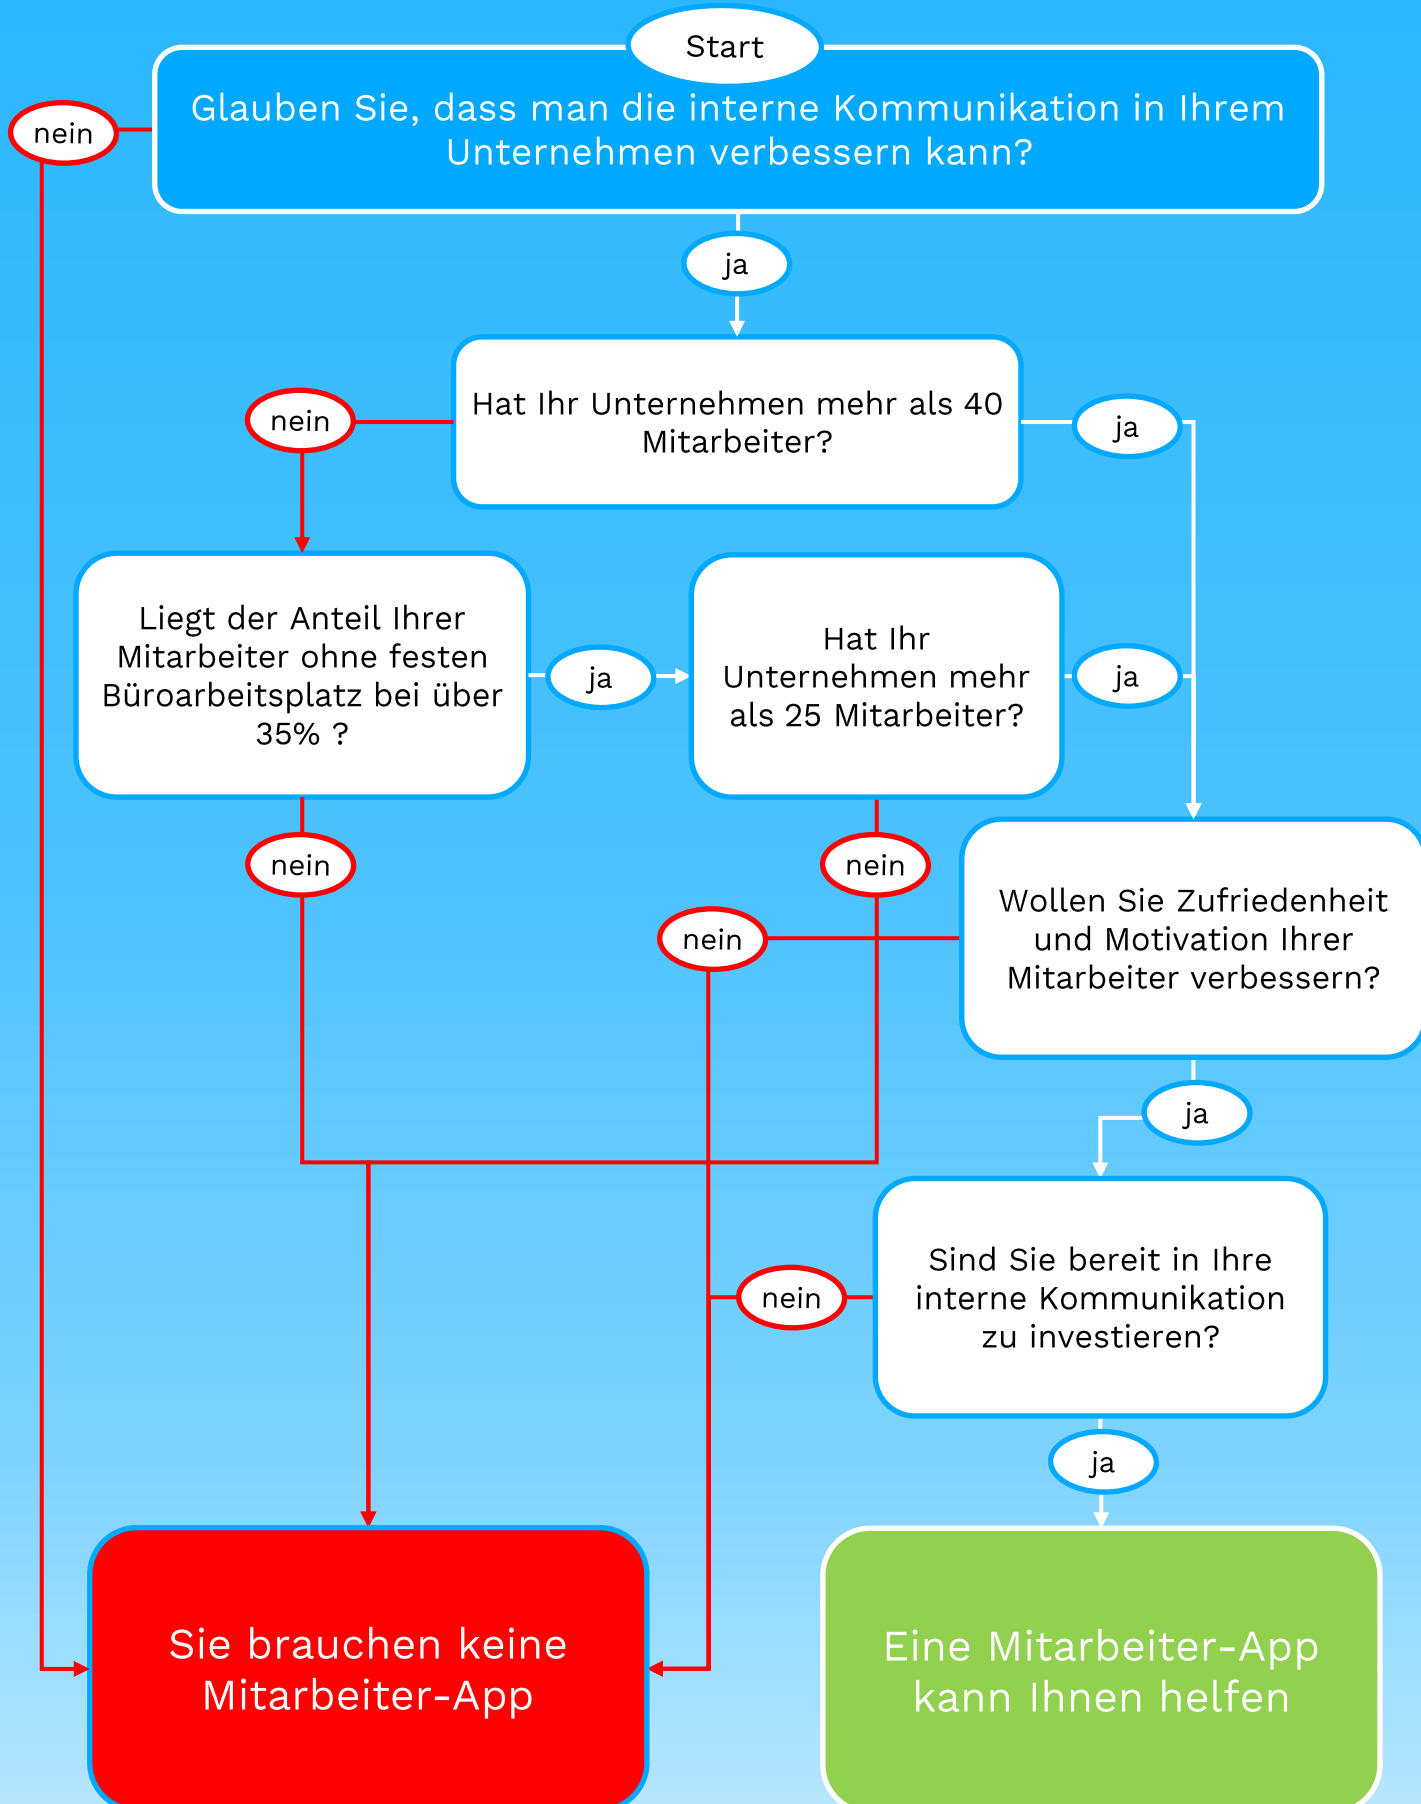 Start
Glauben Sie, dass man die interne Kommunikation in Ihrem
Unternehmen verbessern kann?
nein
ja
Hat Ihr Unternehmen mehr als 40
Mitarbeiter?
nein
ja
Liegt der Anteil Ihrer
Mitarbeiter ohne festen
Büroarbeitsplatz bei über
35% ?
ja
Hat Ihr
Unternehmen mehr
als 25 Mitarbeiter?
ja
nein
nein
Wollen Sie Zufriedenheit
und Motivation Ihrer
Mitarbeiter verbessern?
nein
ja
Sind Sie bereit in Ihre
interne Kommunikation
zu investieren?
nein
ja
Sie brauchen keine
Mitarbeiter-App
Eine Mitarbeiter-App
kann Ihnen helfen